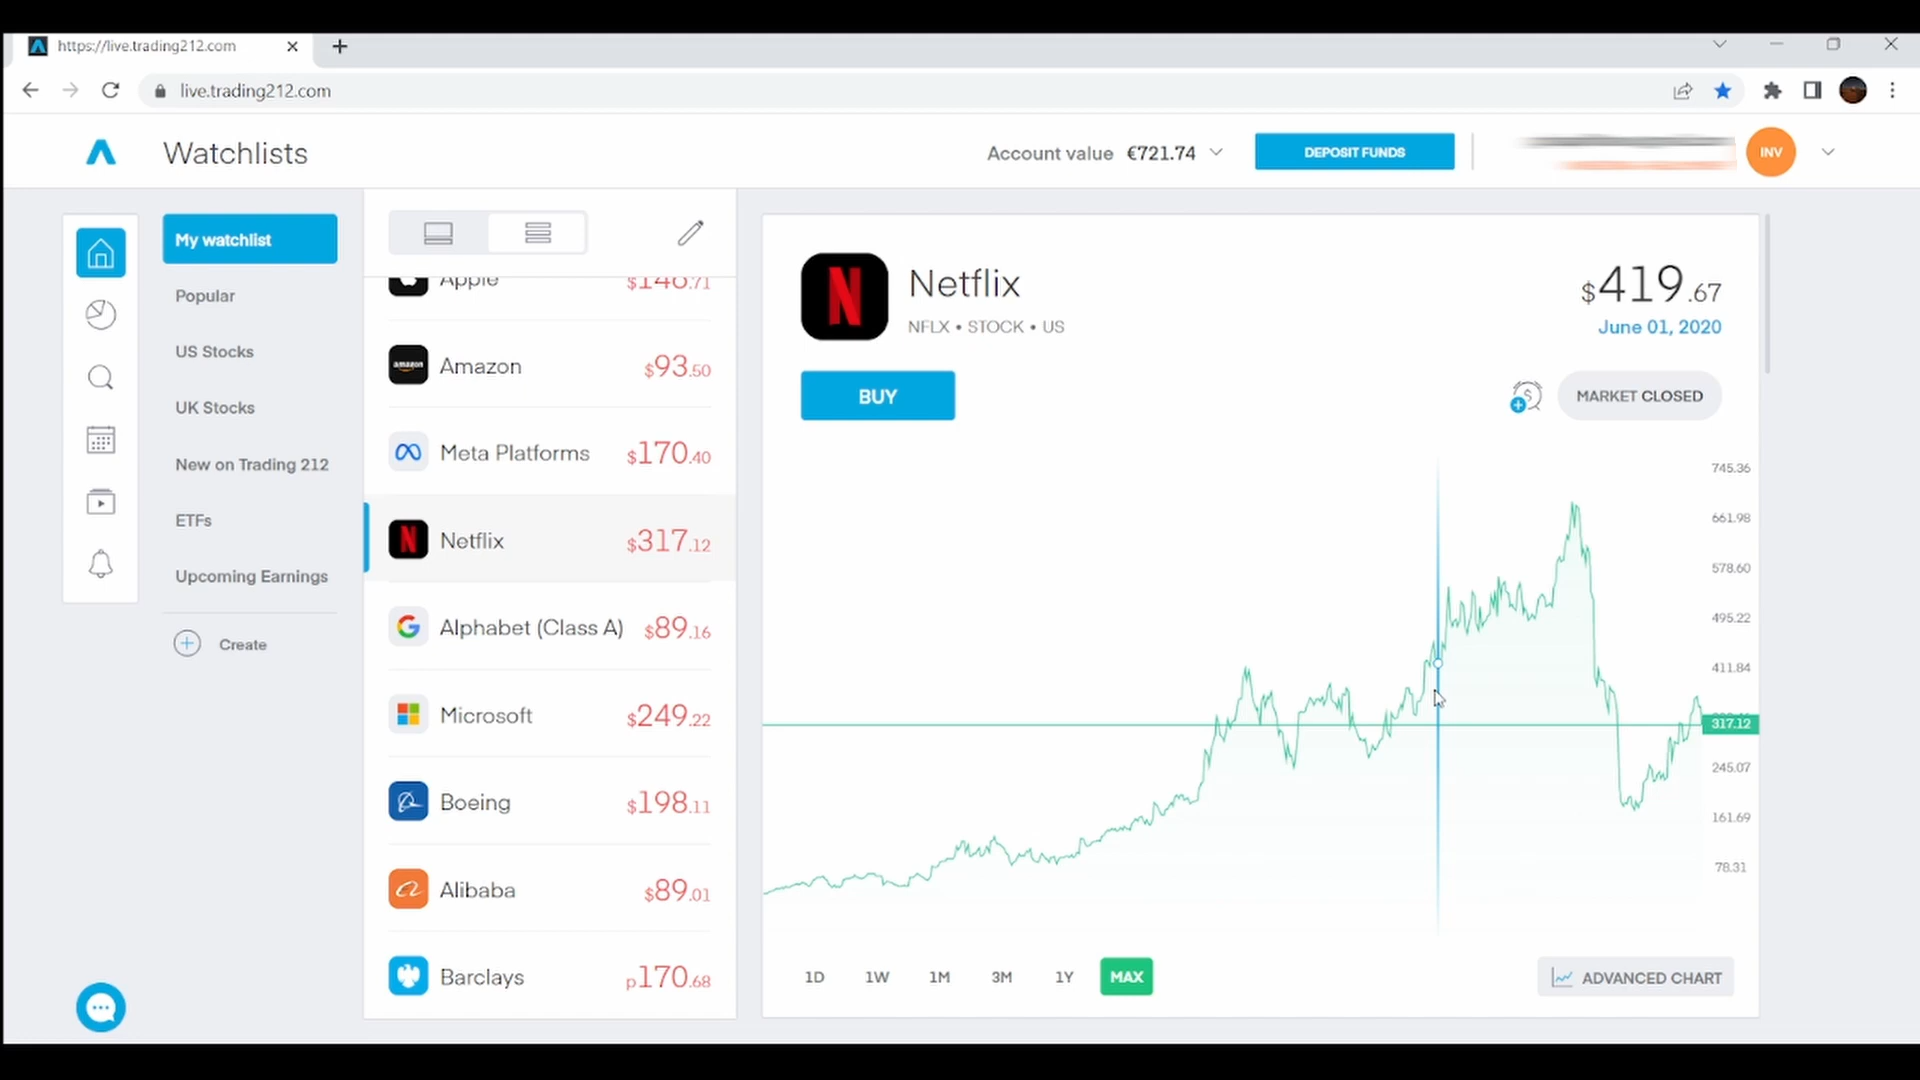 https://live.trading212.com
live.trading212.com
Watchlists
Account value €721.74
DEPOSIT FUNDS
INV
My watchlist
Popular
US Stocks
UK Stocks
New on Trading 212
ETFs
Upcoming Earnings
Create
Apple $146.71
amazon Amazon $93.50
Meta Platforms $170.40
N Netflix $317.12
G Alphabet (Class A) $89.16
Microsoft $249.22
Boeing $198.11
Alibaba $89.01
Barclays p170.68
N Netflix
NFLX • STOCK • US
$419.67
June 01, 2020
BUY
MARKET CLOSED
745.36
661.98
578.60
495.22
411.84
317.12
245.07
161.69
78.31
1D 1W 1M 3M 1Y MAX
ADVANCED CHART